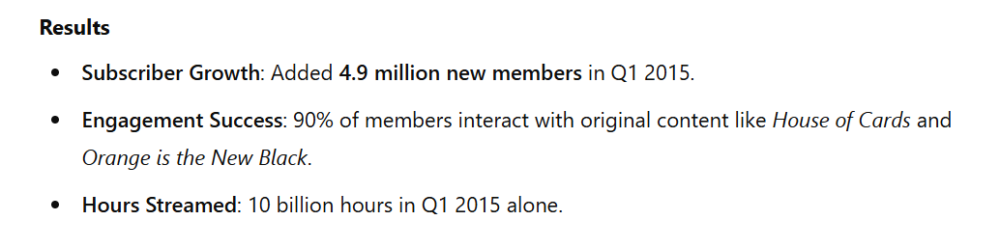 Results
• Subscriber Growth: Added 4.9 million new members in Q1 2015.
• Engagement Success: 90% of members interact with original content like House of Cards and
Orange is the New Black.
• Hours Streamed: 10 billion hours in Q1 2015 alone.